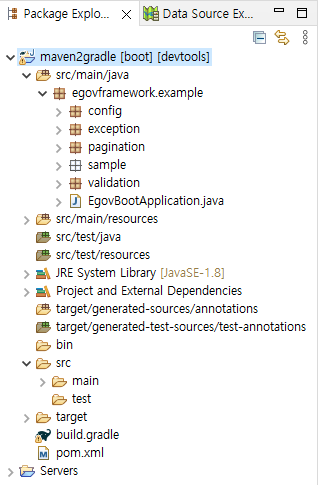 Package Explo...
Data Source Ex...
maven2gradle [boot] [devtools]
src/main/java
egovframework.example
config
exception
pagination
sample
validation
EgovBootApplication.java
src/main/resources
src/test/java
src/test/resources
JRE System Library [JavaSE-1.8]
Project and External Dependencies
target/generated-sources/annotations
target/generated-test-sources/test-annotations
bin
src
main
test
target
build.gradle
pom.xml
Servers